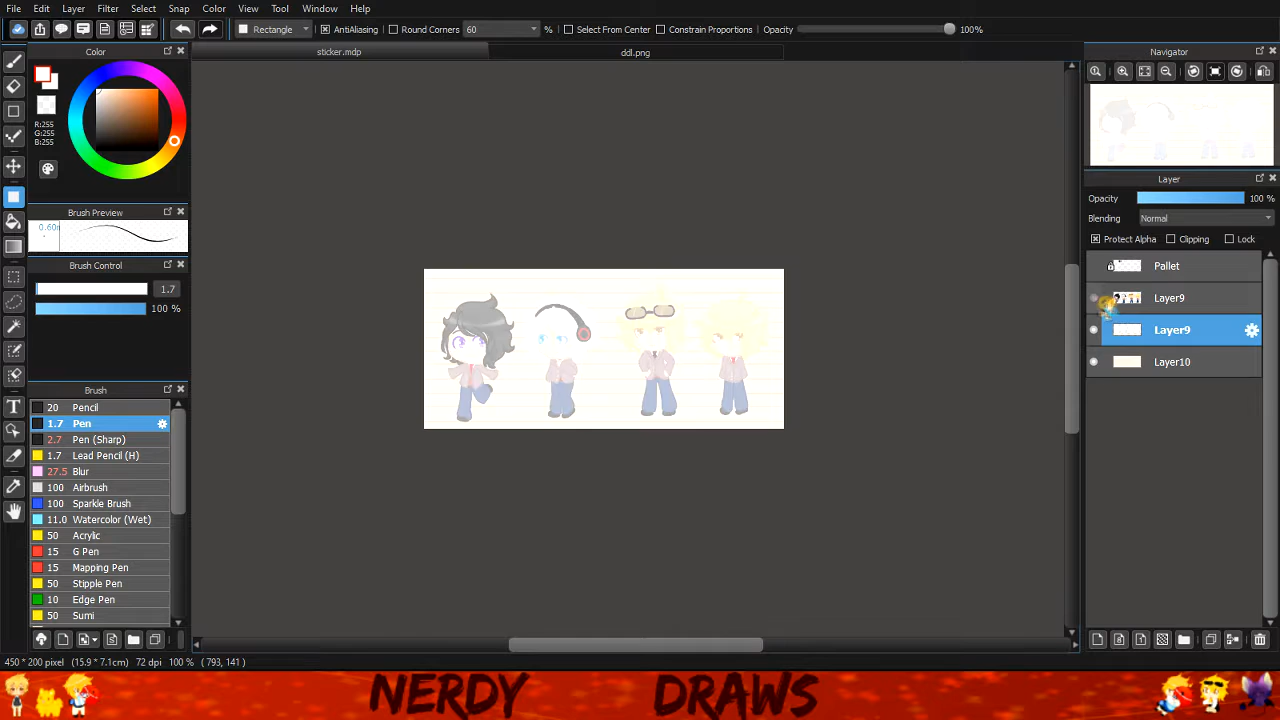 File Edit Layer Filter Select Snap Color View Tool Window Help
Rectangle AntiAliasing Round Corners 60 % Select From Center Constrain Proportions Opacity 100%
sticker.mdp ddl.png
Color
R:255
G:255
B:255
Brush Preview
0.60
Brush Control
1.7
100 %
Brush
20 Pencil
1.7 Pen
2.7 Pen (Sharp)
1.7 Lead Pencil (H)
27.5 Blur
100 Airbrush
100 Sparkle Brush
11.0 Watercolor (Wet)
50 Acrylic
15 G Pen
15 Mapping Pen
50 Stipple Pen
10 Edge Pen
50 Sumi
Navigator
Layer
Opacity 100 %
Blending Normal
Protect Alpha Clipping Lock
Pallet
Layer9
Layer9
Layer10
450 * 200 pixel (15.9 * 7.1cm) 72 dpi 100 % ( 793, 141 )
NERDY DRAWS